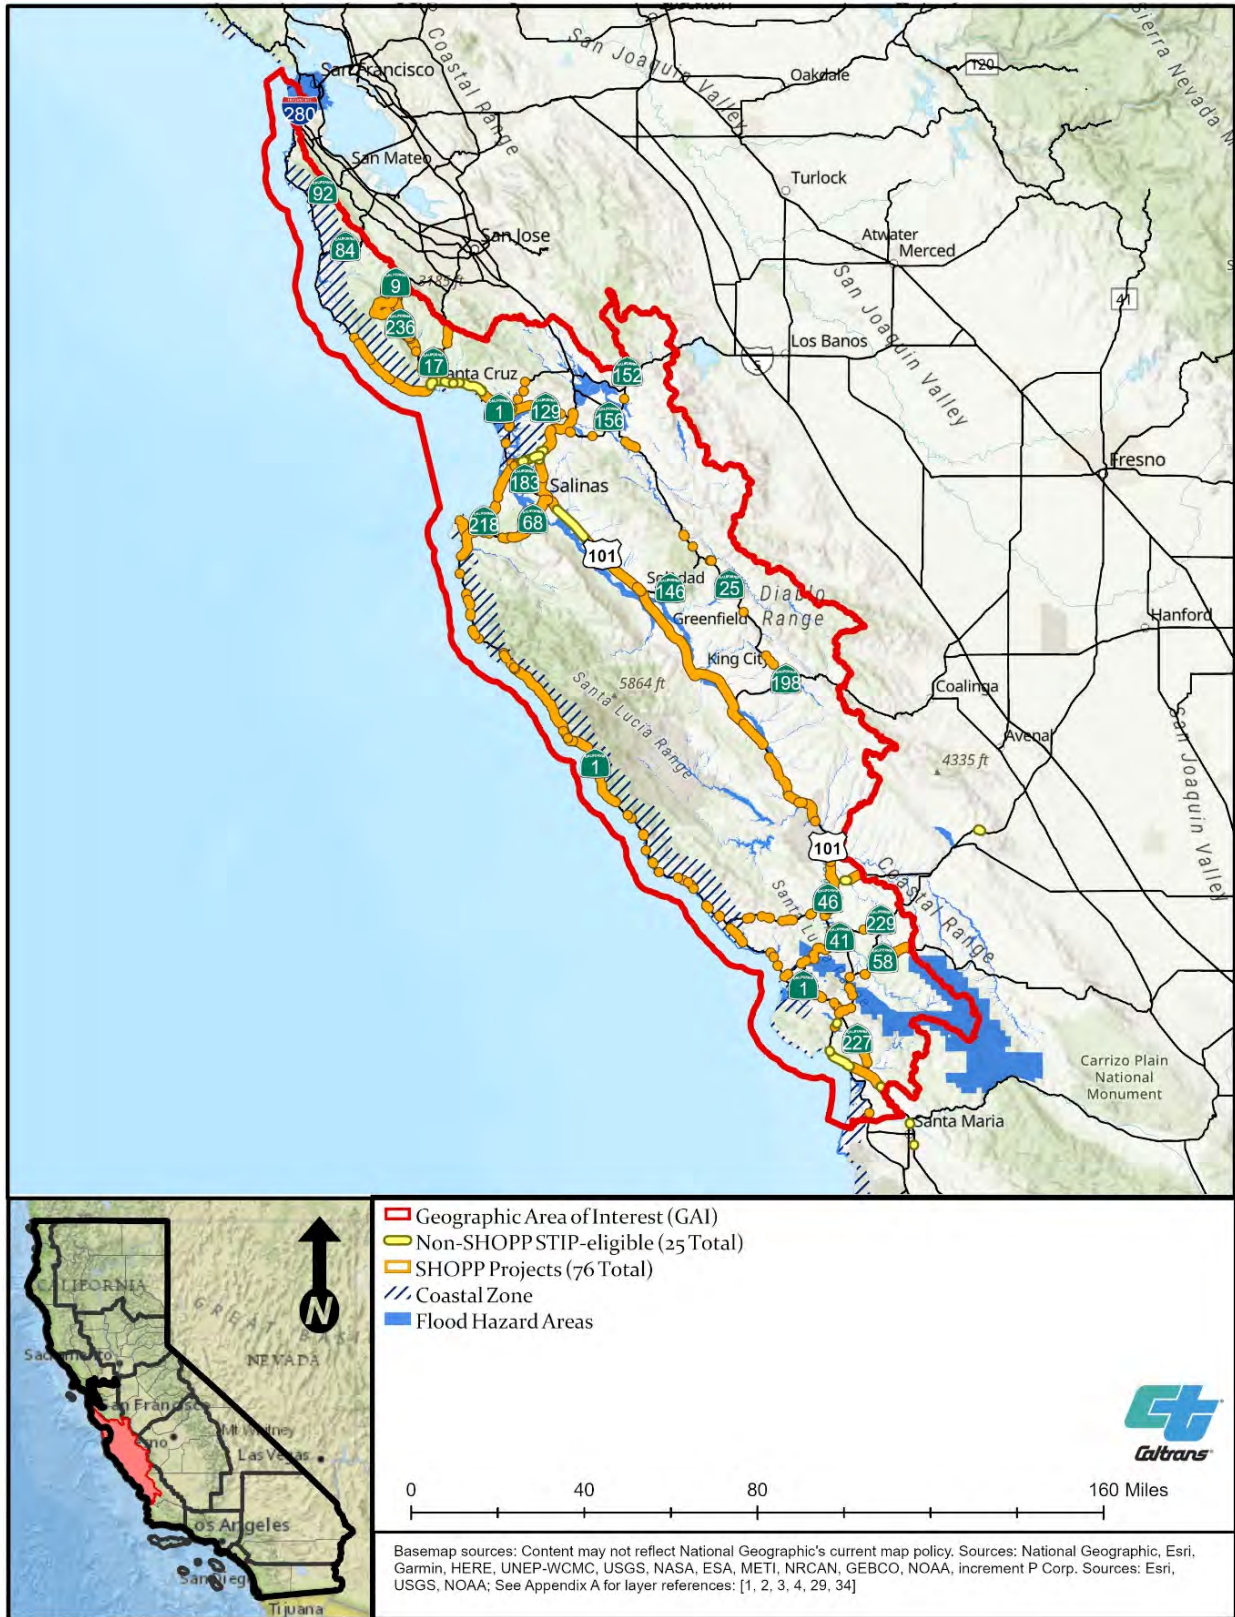 120
Coastal Range
San Joaquin Valley
Oakdale
San Francisco
280
San Mateo
Turlock
92
San Jose
Atwater
Merced
84
3185 ft
9
San Joaquin Valley
41
236
Los Banos
5
17
Santa Cruz
152
1
129
156
Fresno
183
Salinas
218
68
101
Soledad
146
25
Diablo
Range
Greenfield
Hanford
King City
198
5864 ft
Santa Lucia Range
Coalinga
San Joaquin Valley
Avenal
4335 ft
1
101
Coastal Range
46
229
41
58
1
227
Carrizo Plain
National
Monument
Santa Maria
CALIFORNIA
GREAT
NEVADA
Sacramento
San Francisco
Mt Whitney
Las Vegas
Los Angeles
San Diego
Tijuana
N
Geographic Area of Interest (GAI)
Non-SHOPP STIP-eligible (25 Total)
SHOPP Projects (76 Total)
Coastal Zone
Flood Hazard Areas
Caltrans
0 40 80 160 Miles
Basemap sources: Content may not reflect National Geographic's current map policy. Sources: National Geographic, Esri,
Garmin, HERE, UNEP-WCMC, USGS, NASA, ESA, METI, NRCAN, GEBCO, NOAA, increment P Corp. Sources: Esri,
USGS, NOAA; See Appendix A for layer references: [1, 2, 3, 4, 29, 34]